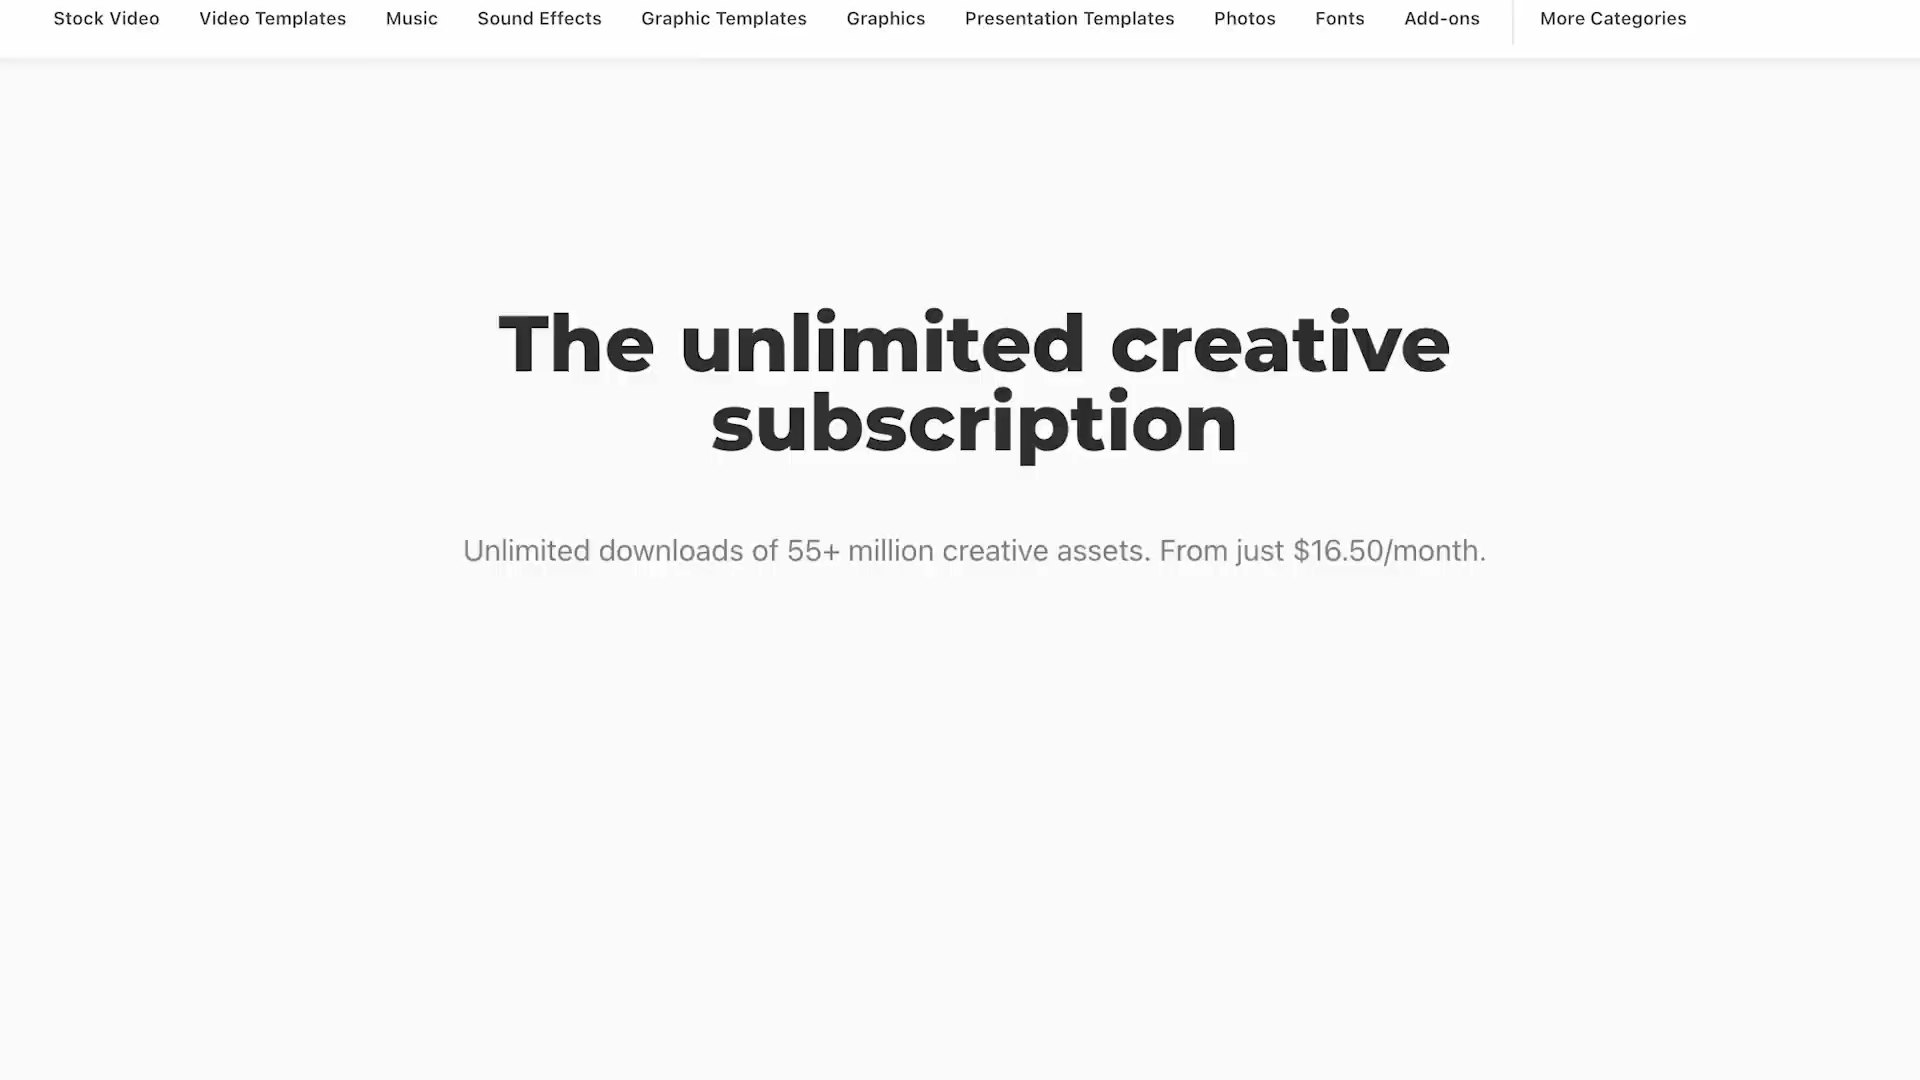 Stock Video Video Templates Music Sound Effects Graphic Templates Graphics Presentation Templates Photos Fonts Add-ons More Categories
The unlimited creative
subscription
Unlimited downloads of 55+ million creative assets. From just $16.50/month.